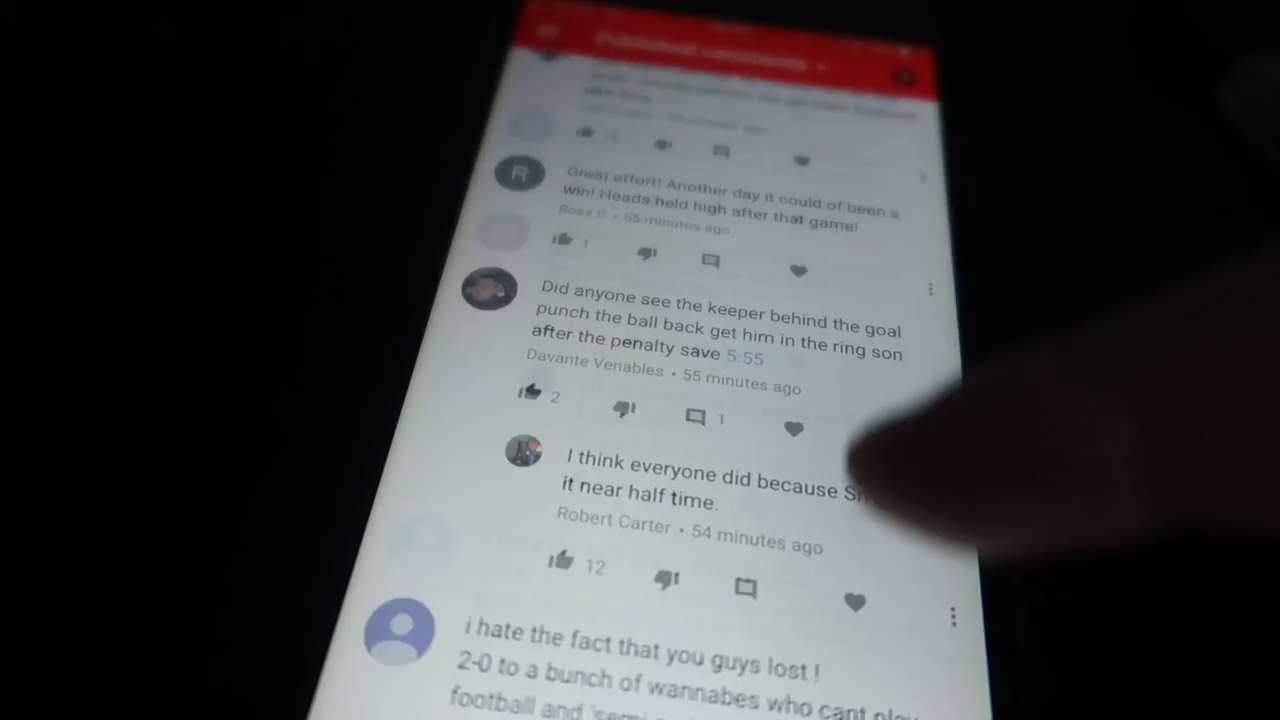 Published comments
Great effort! Another day it could of been a
win! Heads held high after that game!
Ross C • 55 minutes ago
1
Did anyone see the keeper behind the goal
punch the ball back get him in the ring son
after the penalty save 5:55
Davante Venables • 55 minutes ago
2
1
I think everyone did because
it near half time.
Robert Carter • 54 minutes ago
12
i hate the fact that you guys lost !
2-0 to a bunch of wannabes who cant play
football and